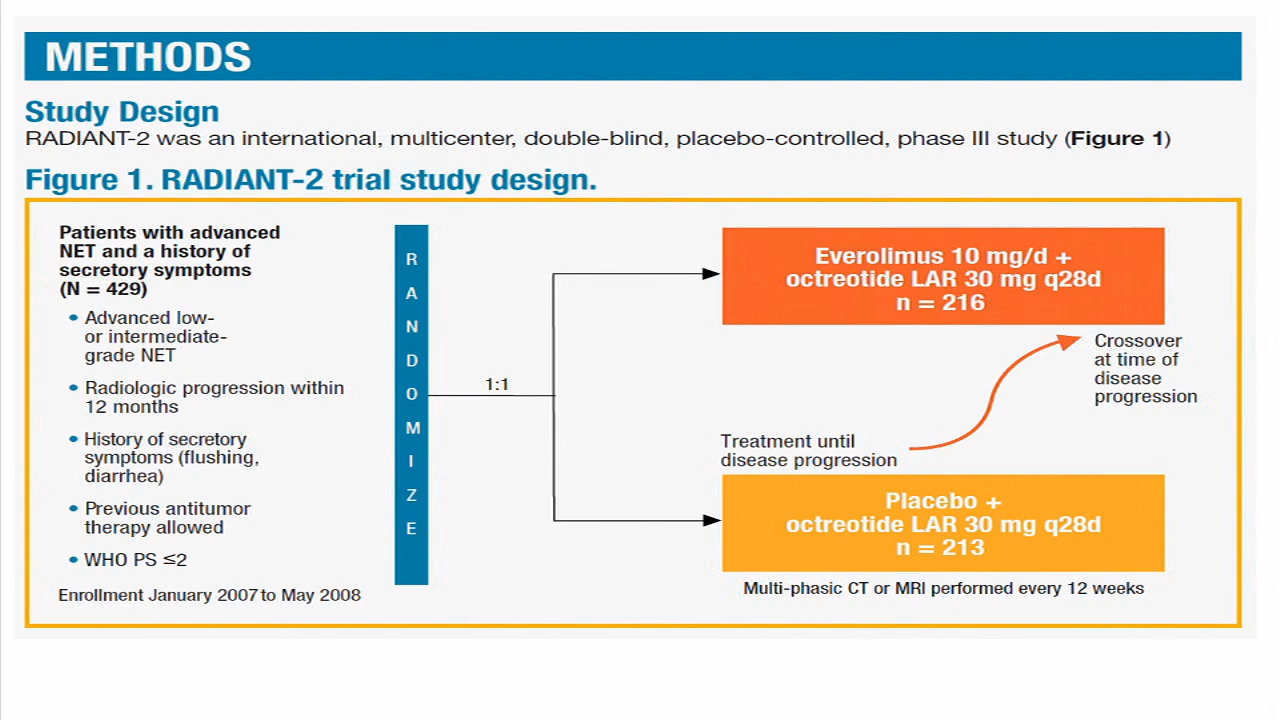 METHODS
Study Design
RADIANT-2 was an international, multicenter, double-blind, placebo-controlled, phase III study (Figure 1)
Figure 1. RADIANT-2 trial study design.
Patients with advanced
NET and a history of
secretory symptoms
(N = 429)
• Advanced low-
or intermediate-
grade NET
• Radiologic progression within
12 months
• History of secretory
symptoms (flushing,
diarrhea)
• Previous antitumor
therapy allowed
• WHO PS ≤2
Enrollment January 2007 to May 2008
R
A
N
D
O
M
I
Z
E
1:1
Everolimus 10 mg/d +
octreotide LAR 30 mg q28d
n = 216
Crossover
at time of
disease
progression
Treatment until
disease progression
Placebo +
octreotide LAR 30 mg q28d
n = 213
Multi-phasic CT or MRI performed every 12 weeks